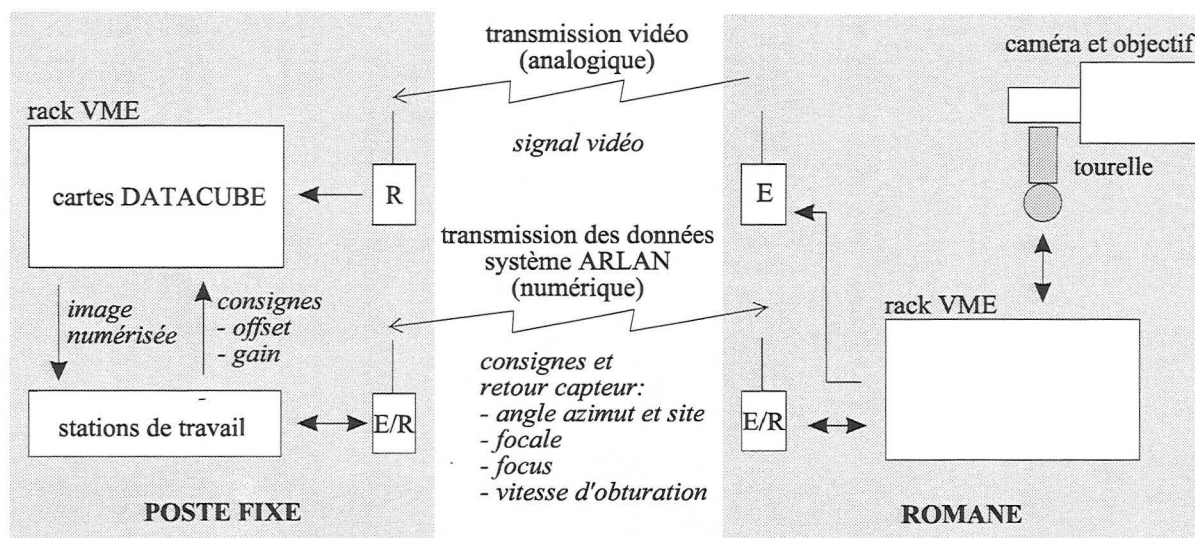 transmission vidéo
(analogique)
signal vidéo
caméra et objectif
tourelle
rack VME
cartes DATACUBE
R
E
transmission des données
système ARLAN
(numérique)
image
numérisée
consignes
- offset
- gain
rack VME
stations de travail
E/R
consignes et
retour capteur:
- angle azimut et site
- focale
- focus
- vitesse d'obturation
E/R
POSTE FIXE
ROMANE